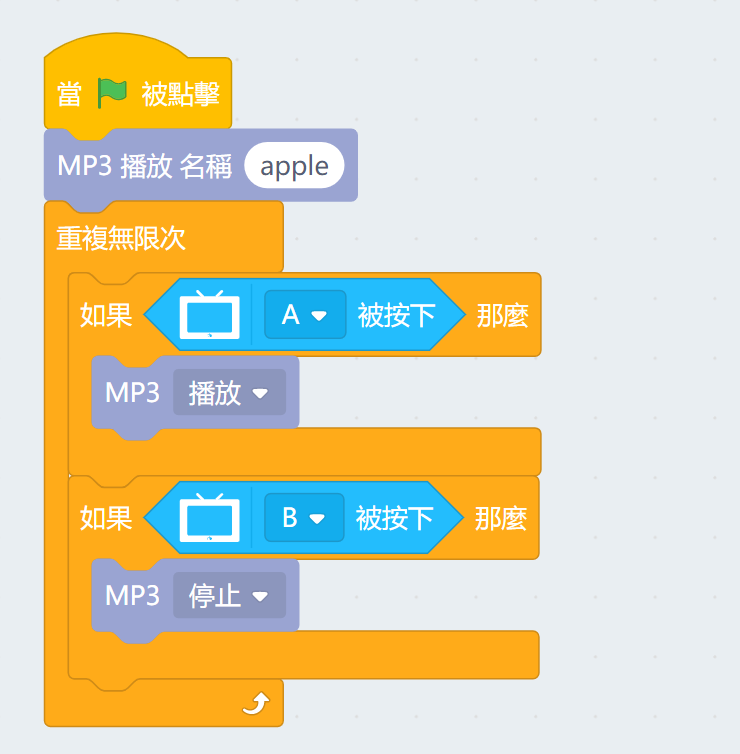 當 被點擊
MP3 播放 名稱 apple
重複無限次
如果 A 被按下 那麼
MP3 播放
如果 B 被按下 那麼
MP3 停止